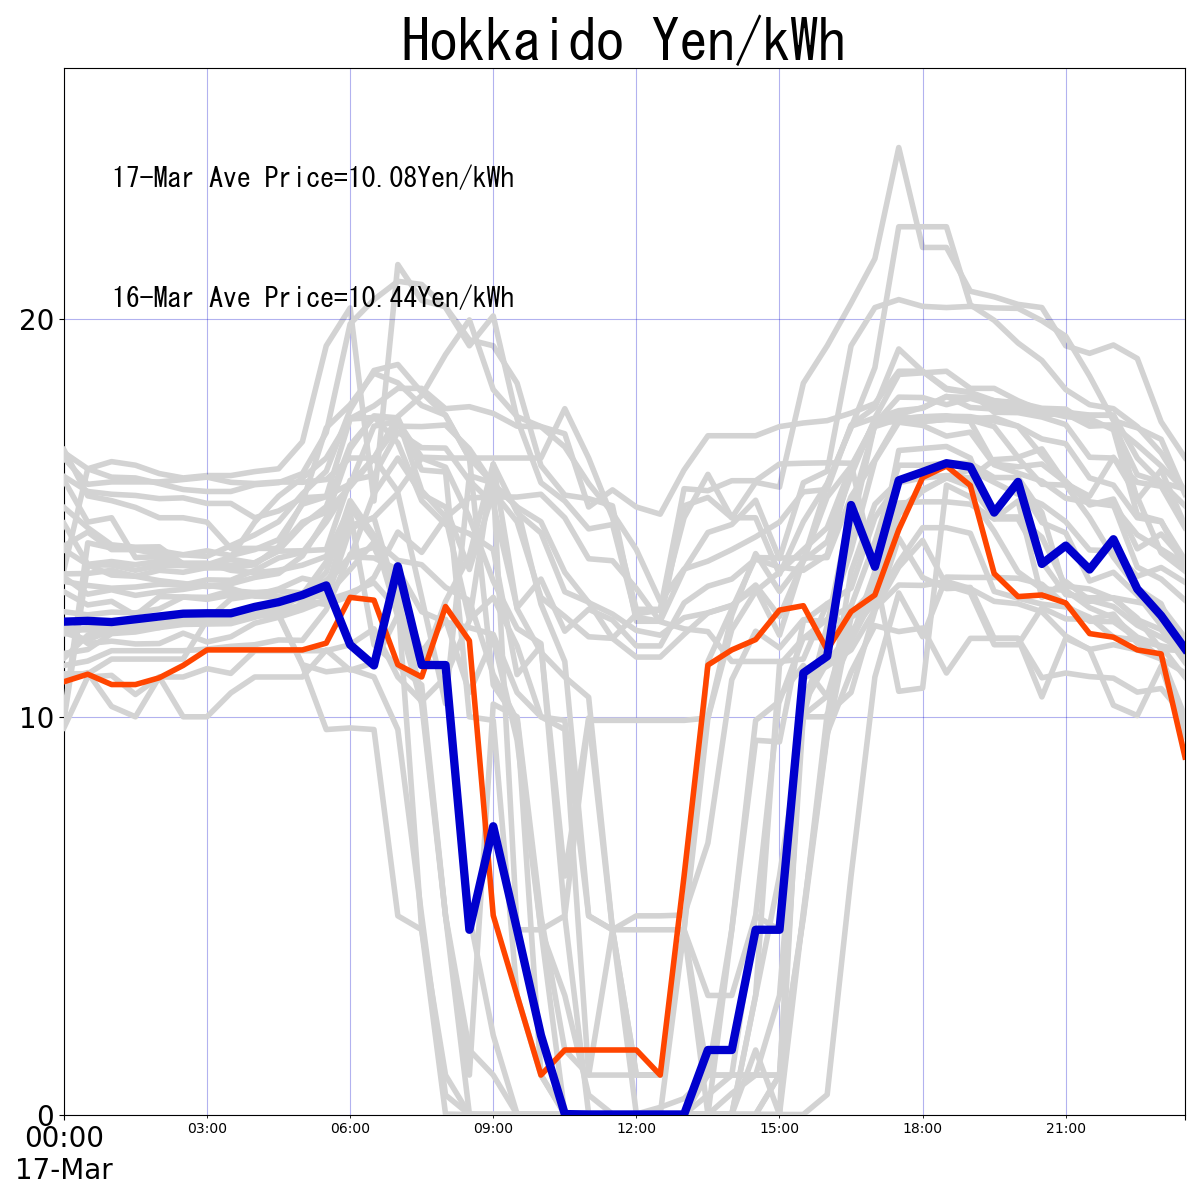 Hokkaido Yen/kWh
17-Mar Ave Price=10.08Yen/kWh
16-Mar Ave Price=10.44Yen/kWh
20
10
0
00:00 03:00 06:00 09:00 12:00 15:00 18:00 21:00
17-Mar